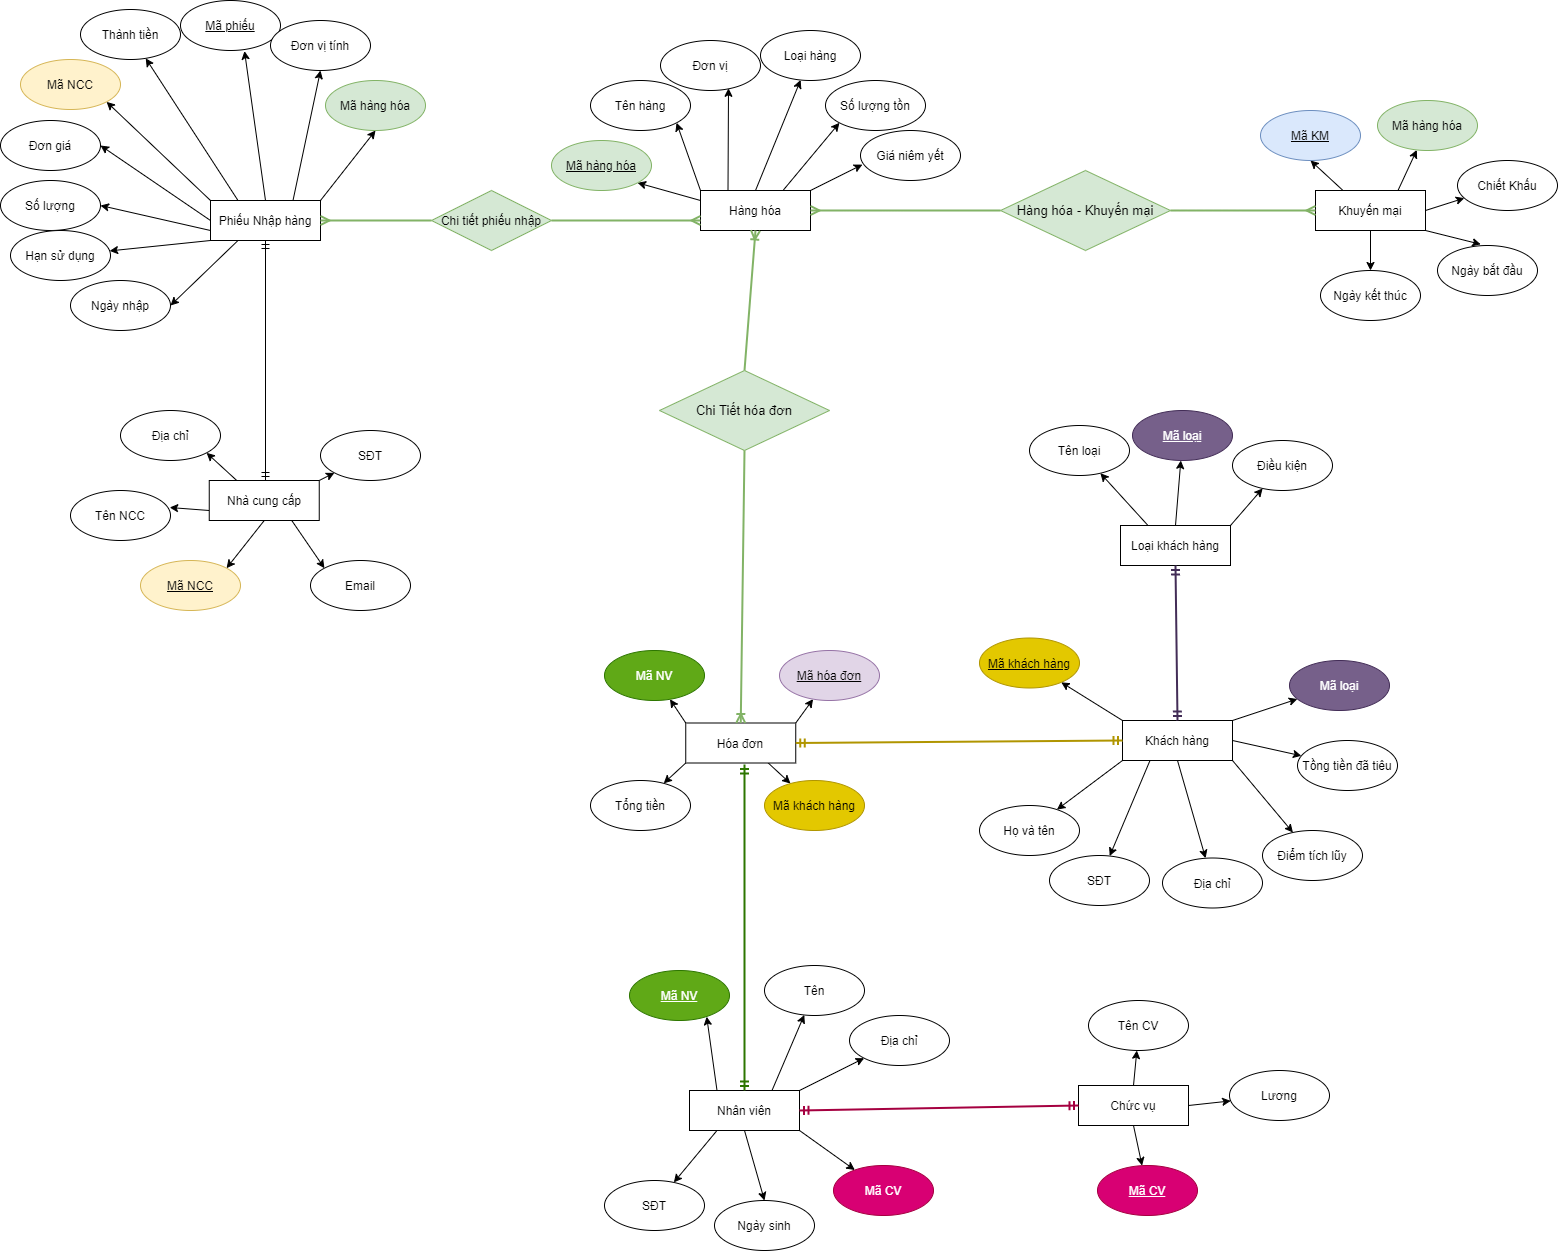 Thành tiền
Mã phiếu
Đơn vị tính
Mã NCC
Mã hàng hóa
Đơn giá
Số lượng
Hạn sử dụng
Ngày nhập
Phiếu Nhập hàng
Chi tiết phiếu nhập
Đơn vị
Loại hàng
Tên hàng
Số lượng tồn
Mã hàng hóa
Giá niêm yết
Hàng hóa
Hàng hóa - Khuyến mại
Mã KM
Mã hàng hóa
Chiết Khấu
Khuyến mại
Ngày bắt đầu
Ngày kết thúc
Địa chỉ
SĐT
Nhà cung cấp
Tên NCC
Mã NCC
Email
Chi Tiết hóa đơn
Mã loại
Tên loại
Điều kiện
Loại khách hàng
Mã NV
Mã hóa đơn
Hóa đơn
Tổng tiền
Mã khách hàng
Mã khách hàng
Mã loại
Khách hàng
Tồng tiền đã tiêu
Họ và tên
Điểm tích lũy
SĐT
Địa chỉ
Mã NV
Tên
Địa chỉ
Nhân viên
SĐT
Ngày sinh
Mã CV
Tên CV
Lương
Chức vụ
Mã CV